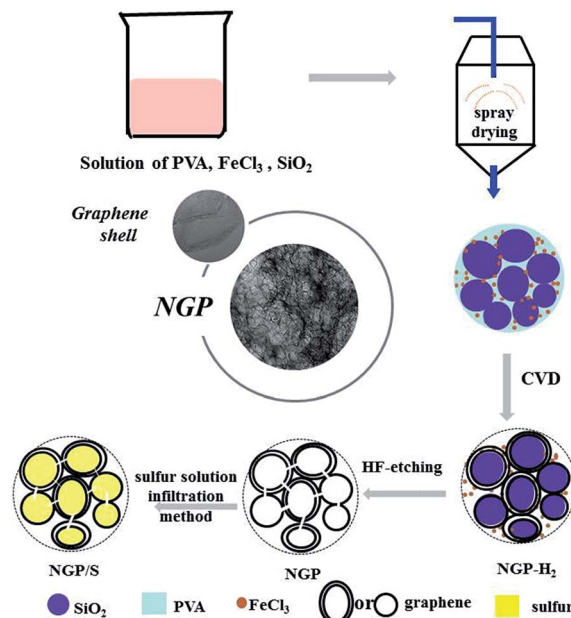 Solution of PVA, FeCl₃ , SiO₂
spray
drying
Graphene
shell
NGP
CVD
HF-etching
sulfur solution
infiltration
method
NGP/S
NGP
NGP-H₂
SiO₂
PVA
FeCl₃
or
graphene
sulfur